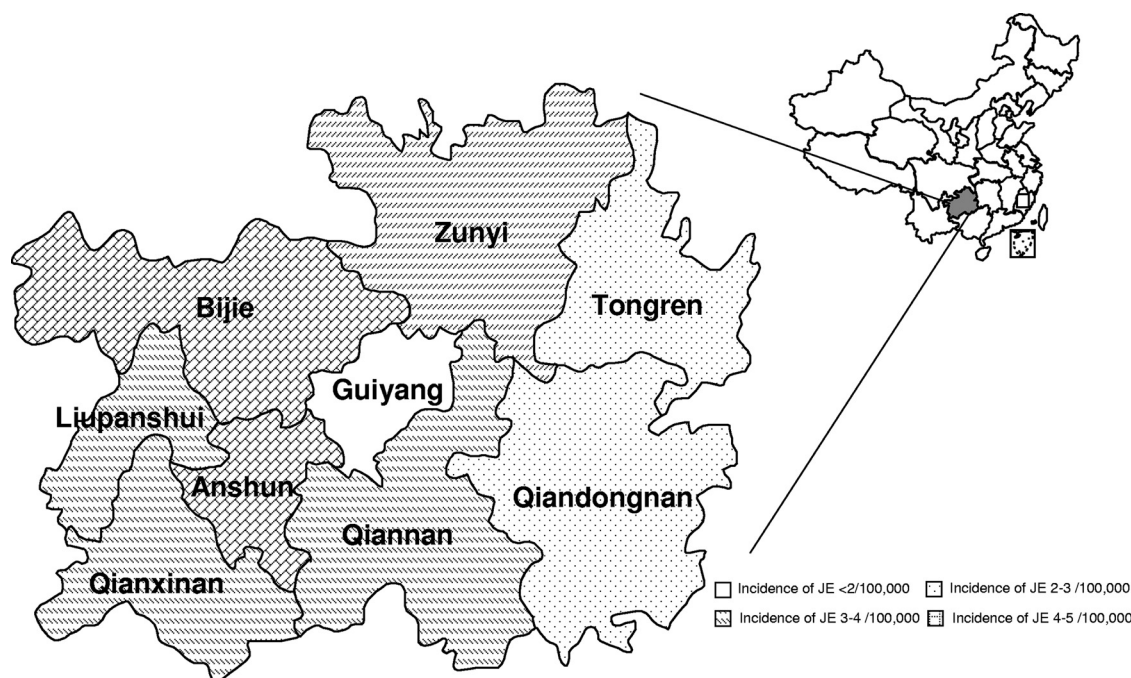 Zunyi
Bijie
Tongren
Guiyang
Liupanshui
Anshun
Qiandongnan
Qiannan
Qianxinan
Incidence of JE <2/100,000
Incidence of JE 2-3 /100,000
Incidence of JE 3-4 /100,000
Incidence of JE 4-5 /100,000